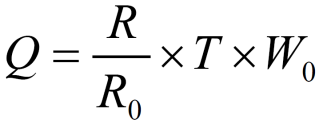 Q = R/R₀ × T × W₀